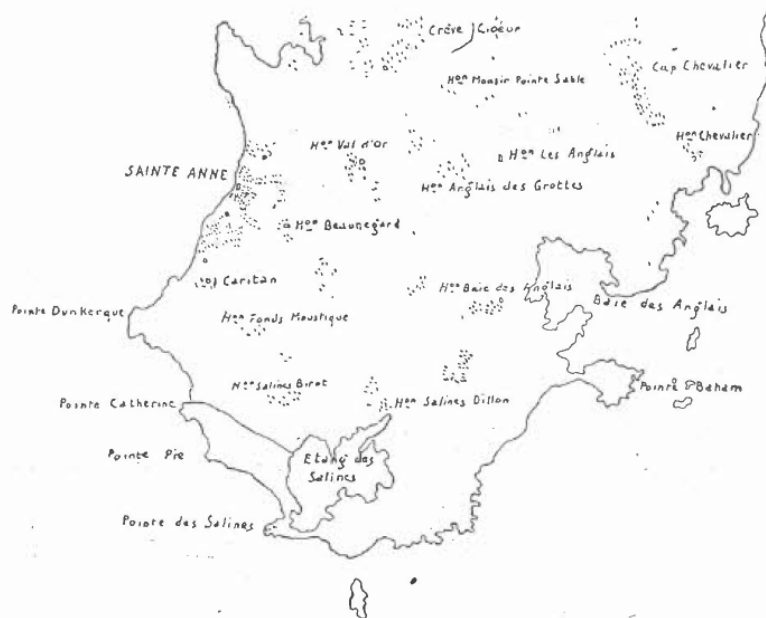 Crève Cœur
Hon Monsir Pointe Sable
Cap Chevalier
Hon Chevalier
Hon Val d'Or
Hon Les Anglais
SAINTE ANNE
Hon Anglais des Grottes
Hon Beauregard
Caritan
Hon Baie des Anglais
Baie des Anglais
Pointe Dunkerque
Hon Fonds Moustique
Hon Salines Birot
Pointe Baham
Pointe Catherine
Hon Salines Dillon
Pointe Pie
Etang des
Salines
Pointe des Salines